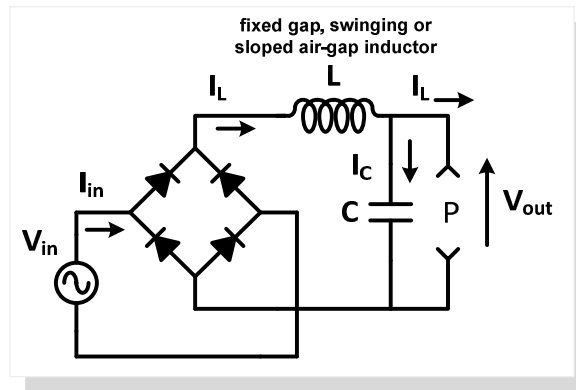 fixed gap, swinging or
sloped air-gap inductor
L
IL
IL
IC
Iin
C
P
Vout
Vin